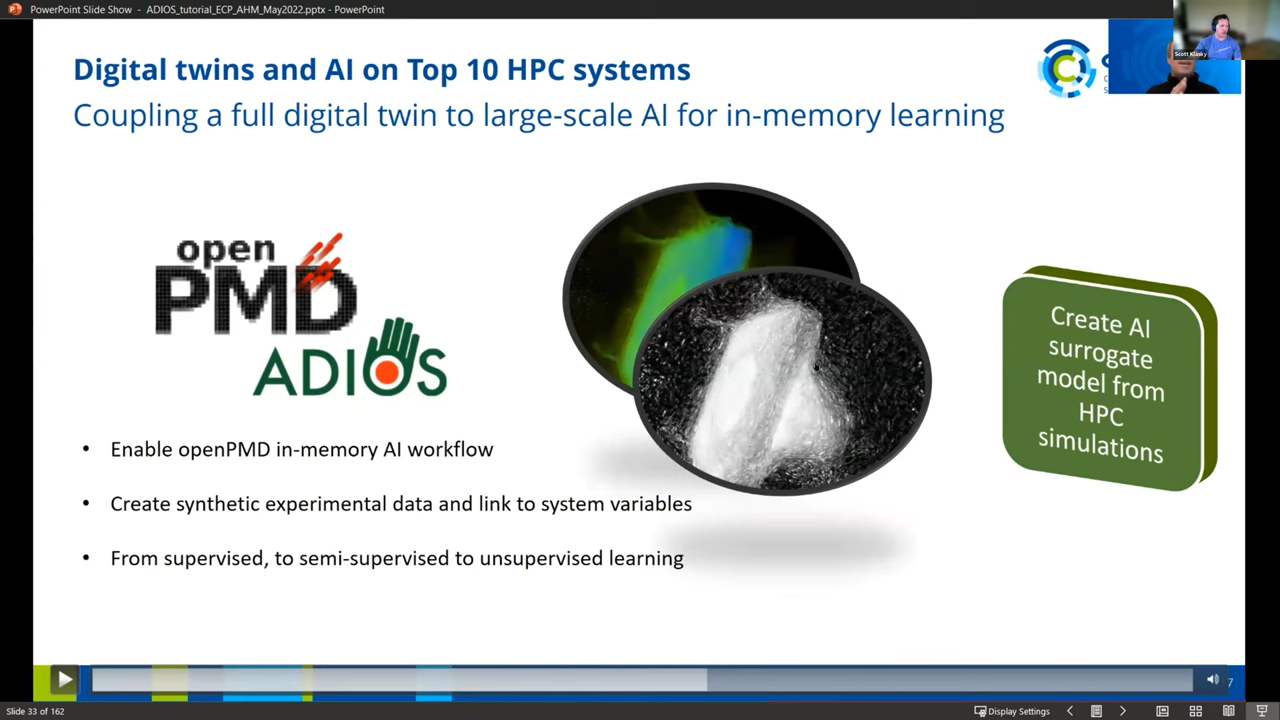 PowerPoint Slide Show - ADIOS_tutorial_ECP_AHM_May2022.pptx - PowerPoint
Scott Klasky
Digital twins and AI on Top 10 HPC systems
Coupling a full digital twin to large-scale AI for in-memory learning
open
PMD
ADIOS
Create AI
surrogate
model from
HPC
simulations
• Enable openPMD in-memory AI workflow
• Create synthetic experimental data and link to system variables
• From supervised, to semi-supervised to unsupervised learning
7
Slide 33 of 162
Display Settings